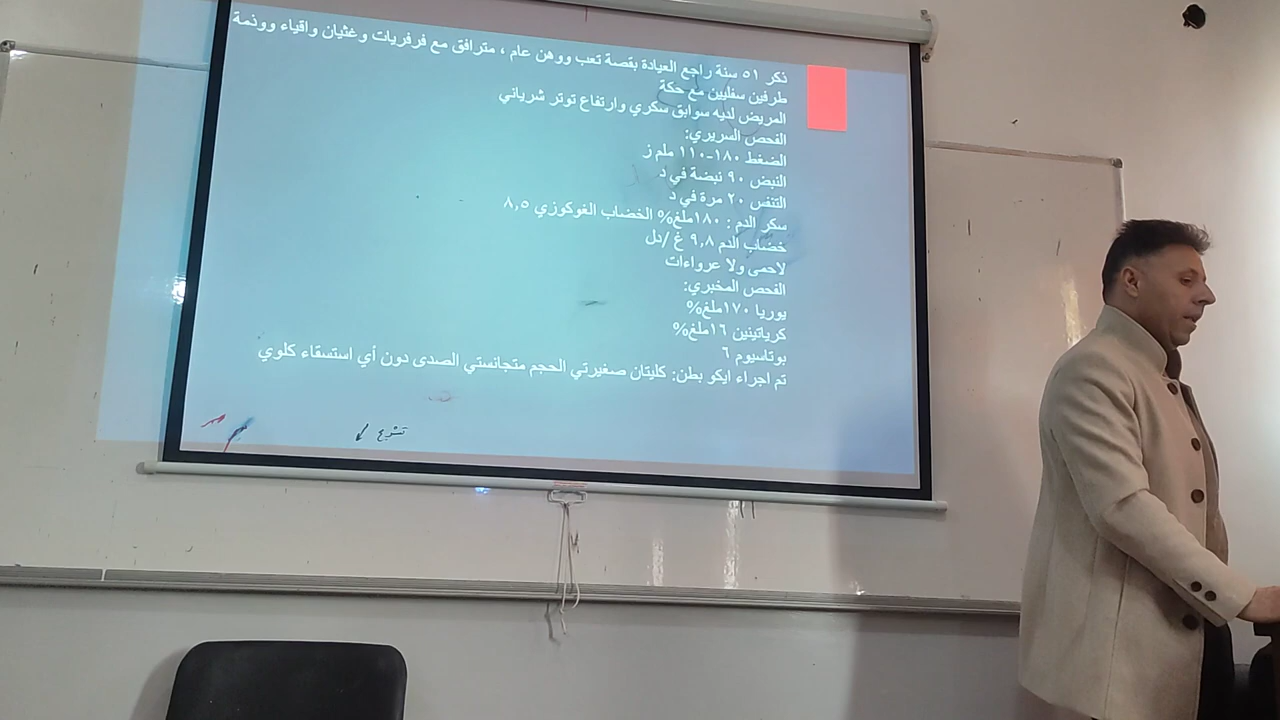 ذكر ٥١ سنة راجع العيادة بقصة تعب ووهن عام ، مترافق مع فرفريات وغثيان واقياء ووذمة
طرفين سفليين مع حكة
المريض لديه سوابق سكري وارتفاع توتر شرياني
الفحص السريري:
الضغط ١٨٠-١١٠ ملم ز
النبض ٩٠ نبضة في د
التنفس ٢٠ مرة في د
سكر الدم : ١٨٠ملغ% الخضاب الغوكوزي ٨,٥
خضاب الدم ٩,٨ غ /دل
لاحمى ولا عرواءات
الفحص المخبري:
يوريا ١٧٠ملغ%
كرياتينين ١٦ملغ%
بوتاسيوم ٦
تم اجراء ايكو بطن: كليتان صغيرتي الحجم متجانستي الصدى دون أي استسقاء كلوي